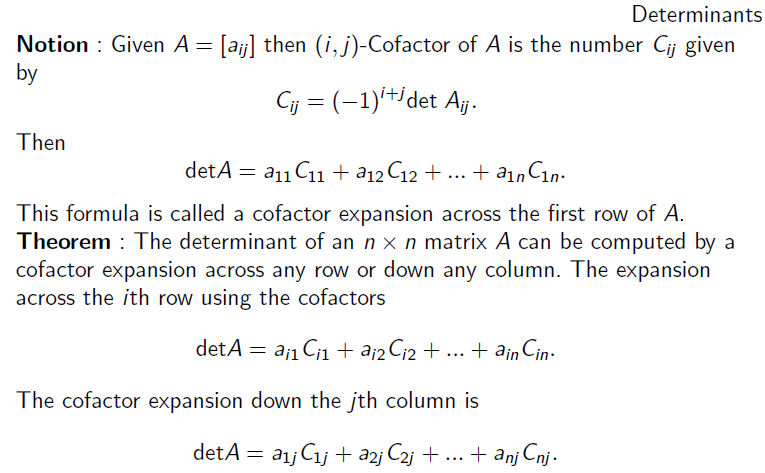 Determinants
Notion : Given A = [aᵢⱼ] then (i, j)-Cofactor of A is the number Cᵢⱼ given
by
Cᵢⱼ = (−1)ⁱ⁺ʲdet Aᵢⱼ.
Then
detA = a₁₁C₁₁ + a₁₂C₁₂ + ... + a₁ₙC₁ₙ.
This formula is called a cofactor expansion across the first row of A.
Theorem : The determinant of an n × n matrix A can be computed by a
cofactor expansion across any row or down any column. The expansion
across the ith row using the cofactors
detA = aᵢ₁Cᵢ₁ + aᵢ₂Cᵢ₂ + ... + aᵢₙCᵢₙ.
The cofactor expansion down the jth column is
detA = a₁ⱼC₁ⱼ + a₂ⱼC₂ⱼ + ... + aₙⱼCₙⱼ.